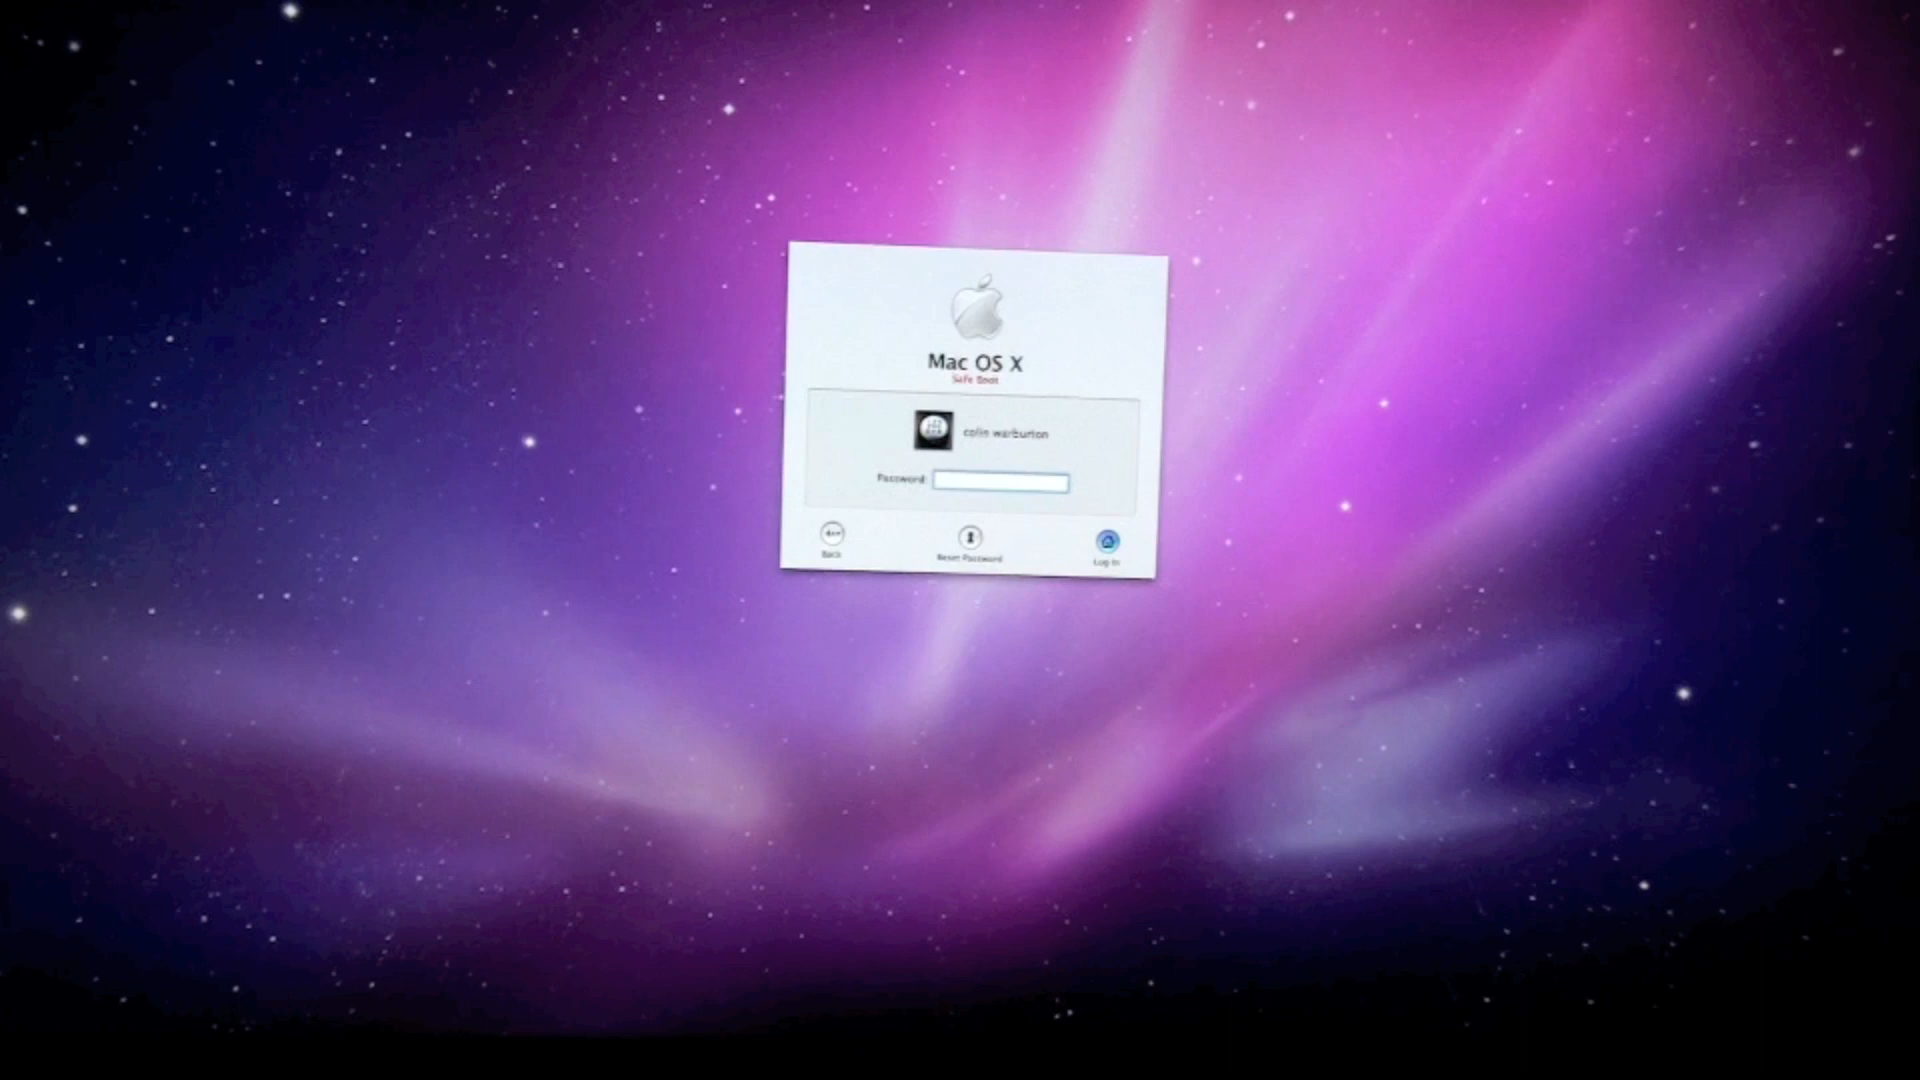 Mac OS X
Safe Boot
colin warburton
Password:
Back
Reset Password
Log In